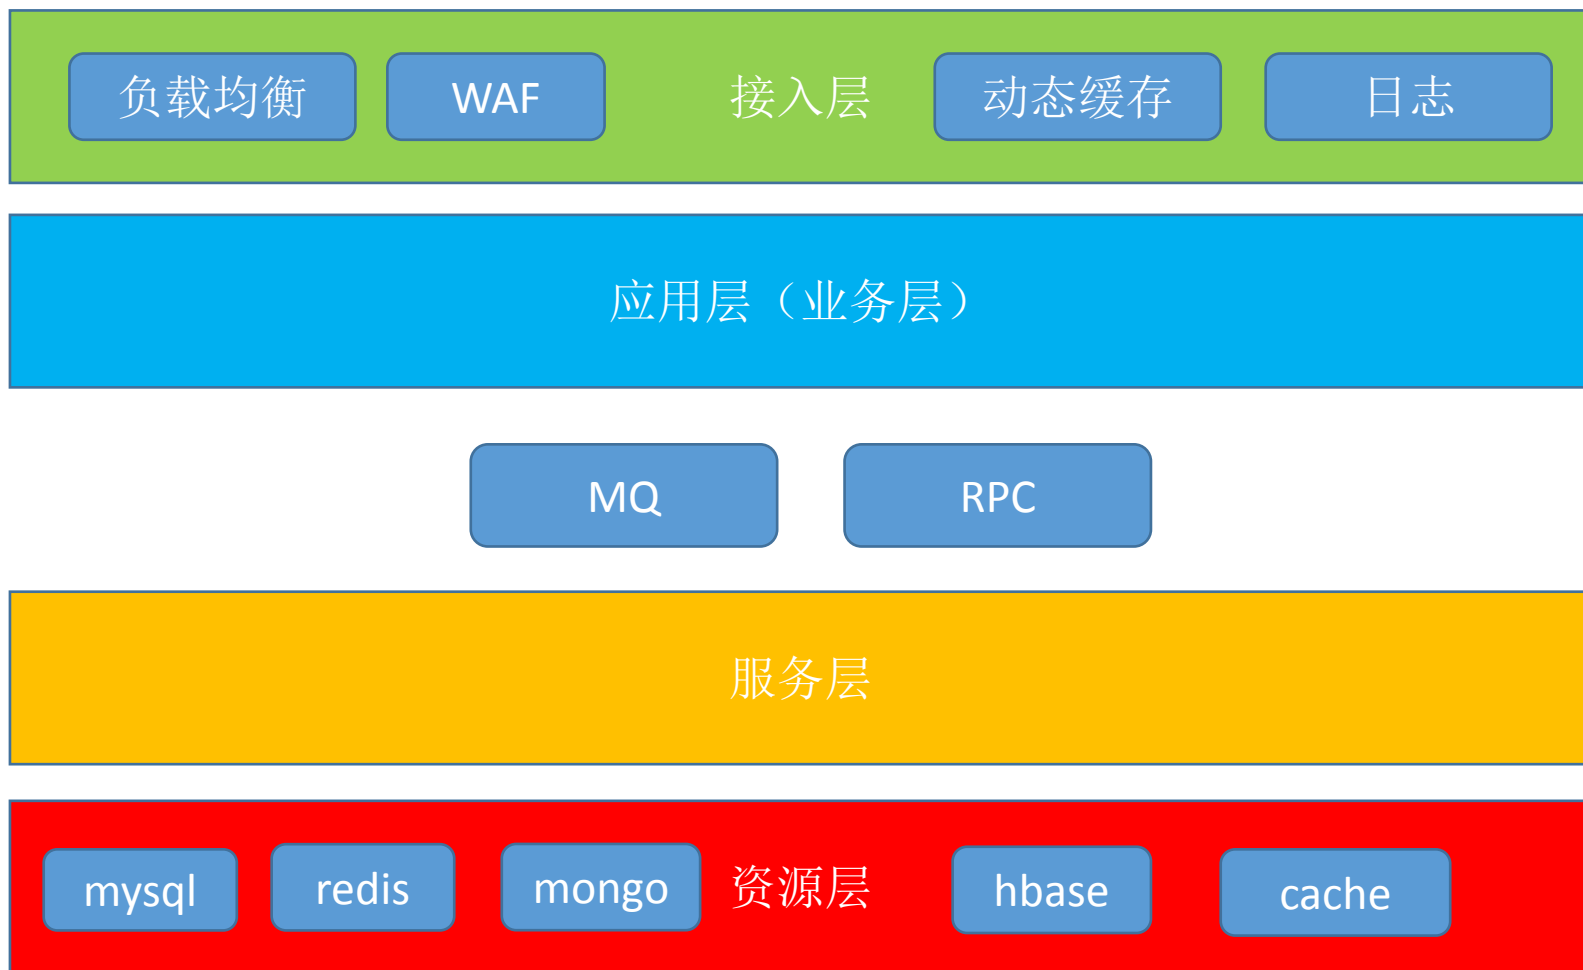 负载均衡 WAF 接入层 动态缓存 日志
应用层（业务层）
MQ RPC
服务层
mysql redis mongo 资源层 hbase cache